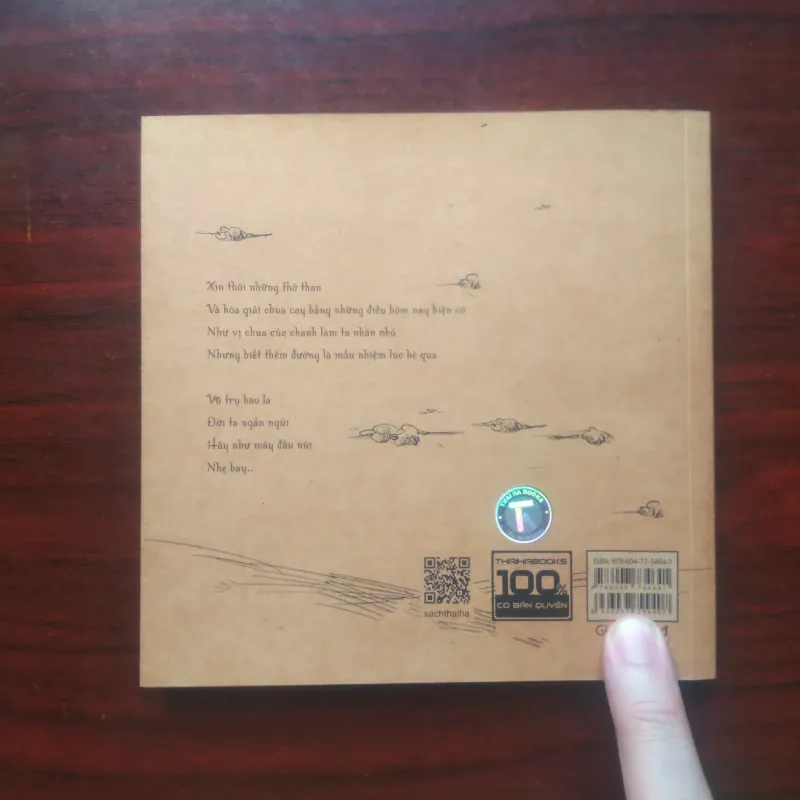 Xin thôi những thở than
Và hóa giải chua cay bằng những điều hôm nay hiện có
Như vị chua của chanh làm ta nhăn nhó
Nhưng biết thêm đường là mầu nhiệm lúc hè qua
Vũ trụ bao la
Đời ta ngắn ngủi
Hãy như mây đầu núi
Nhẹ bay..
THAI HA BOOKS
T
sachthaiha
THAIHABOOKS
100%
CÓ BẢN QUYỀN